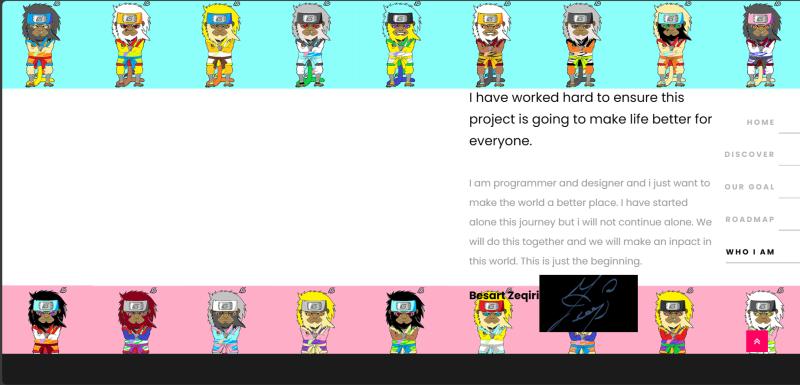 I have worked hard to ensure this
project is going to make life better for
everyone.
HOME
DISCOVER
OUR GOAL
ROADMAP
WHO I AM
I am programmer and designer and i just want to
make the world a better place. I have started
alone this journey but i will not continue alone. We
will do this together and we will make an inpact in
this world. This is just the beginning.
Besart Zeqiri